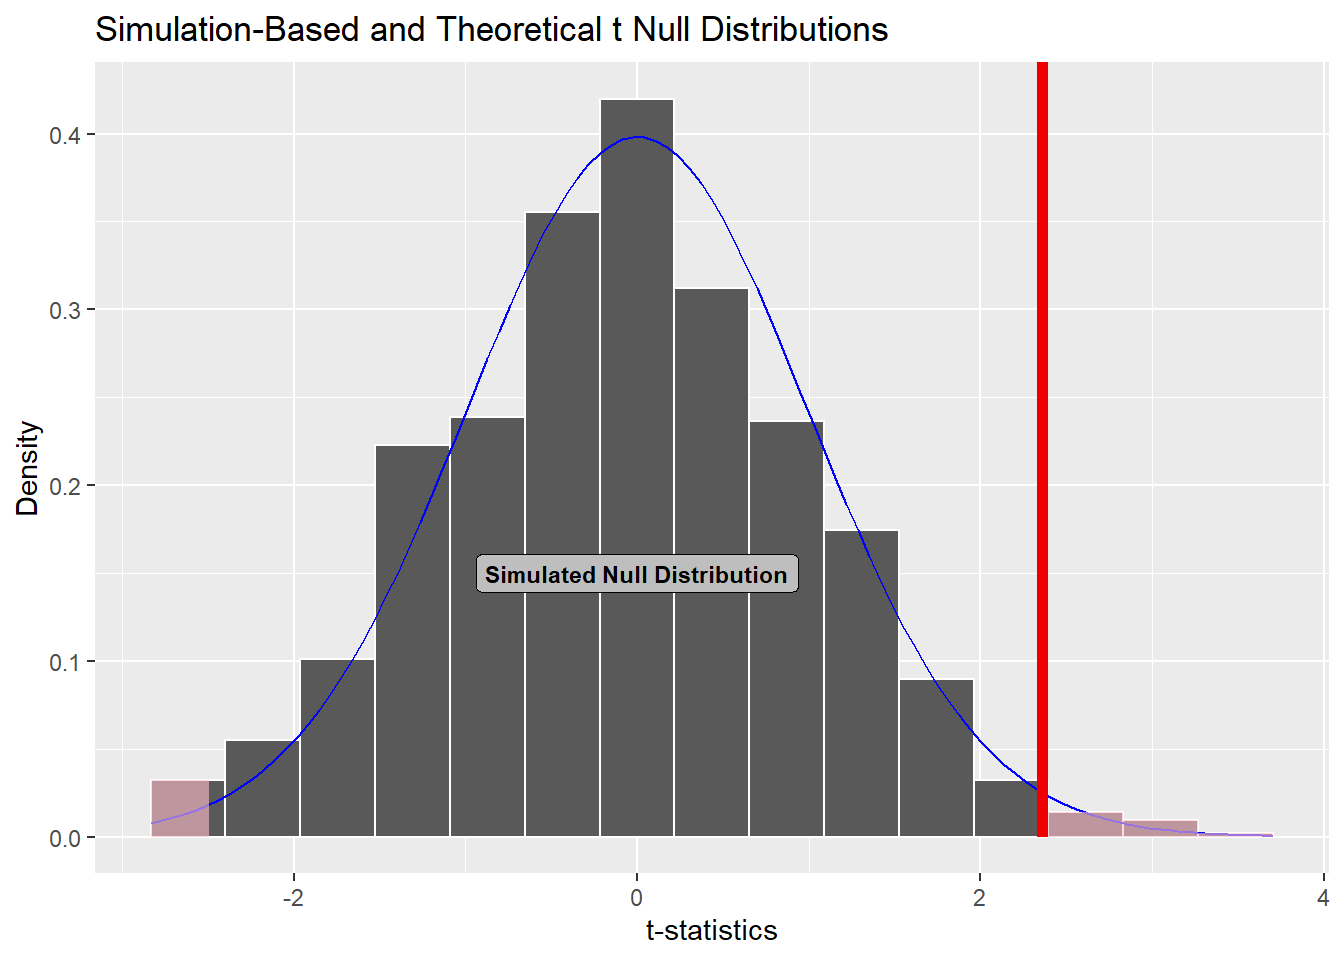 Simulation-Based and Theoretical t Null Distributions
0.4
0.3
0.2
0.1
0.0
Density
Simulated Null Distribution
-2
0
2
4
t-statistics